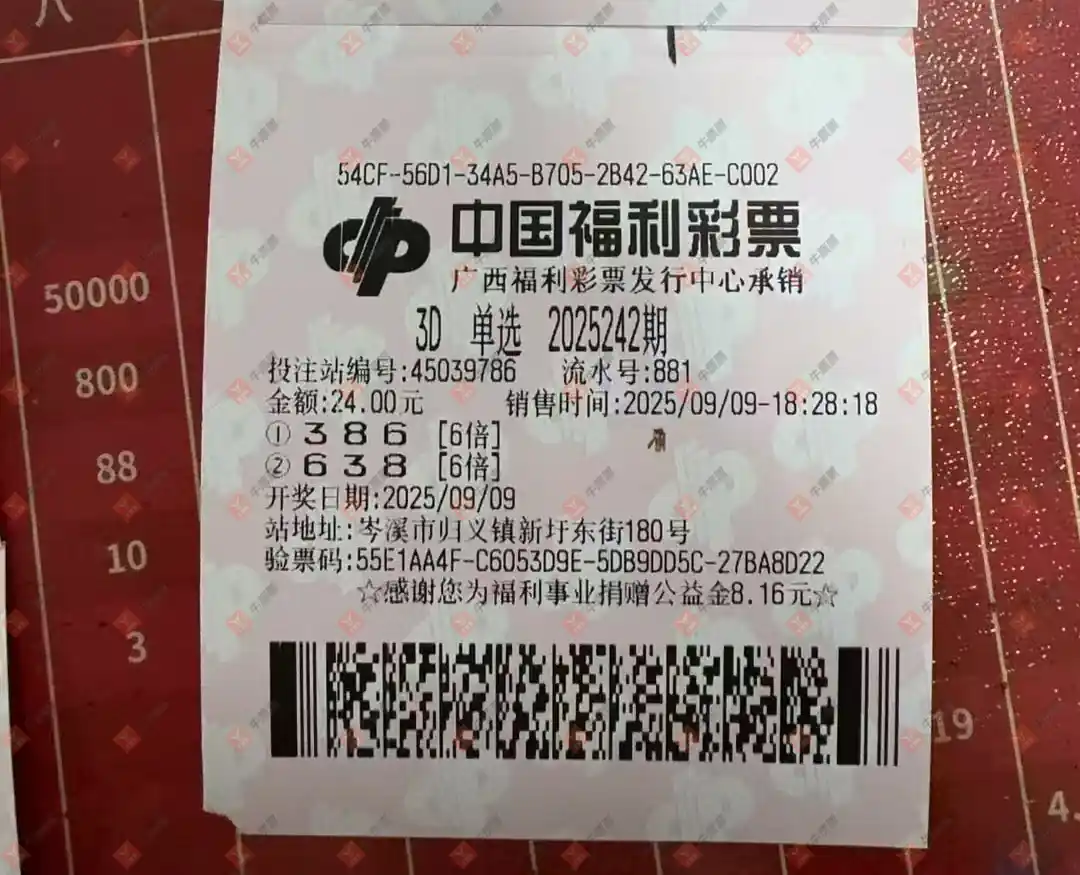 54CF-56D1-34A5-B705-2B42-63AE-C002
中国福利彩票
广西福利彩票发行中心承销
3D 单选 2025242期
投注站编号:45039786 流水号:881
金额:24.00元 销售时间:2025/09/09-18:28:18
① 3 8 6 [6倍]
② 6 3 8 [6倍]
开奖日期:2025/09/09
站地址:岑溪市归义镇新圩东街180号
验票码:55E1AA4F-C6053D9E-5DB9DD5C-27BA8D22
☆感谢您为福利事业捐赠公益金8.16元☆
50000
800
88
10
3
19
4.